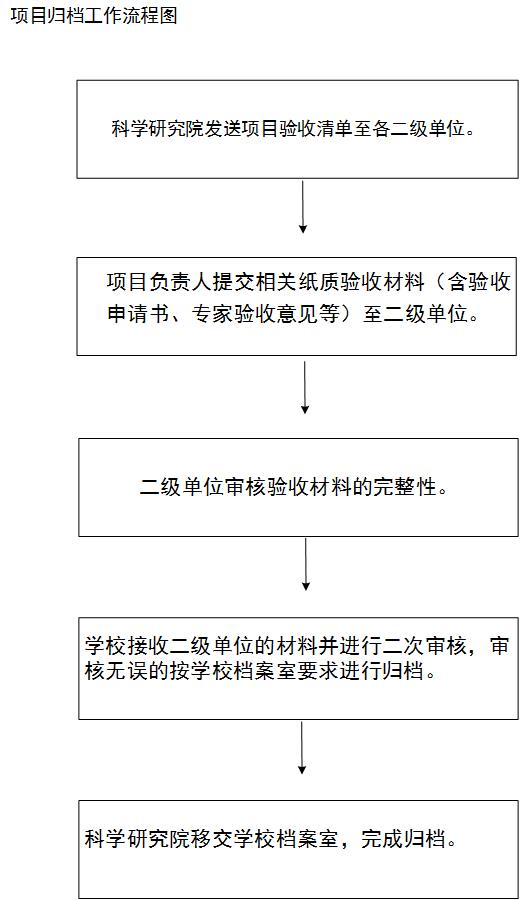 项目归档工作流程图
科学研究院发送项目验收清单至各二级单位。
项目负责人提交相关纸质验收材料（含验收
申请书、专家验收意见等）至二级单位。
二级单位审核验收材料的完整性。
学校接收二级单位的材料并进行二次审核，审
核无误的按学校档案室要求进行归档。
科学研究院移交学校档案室，完成归档。